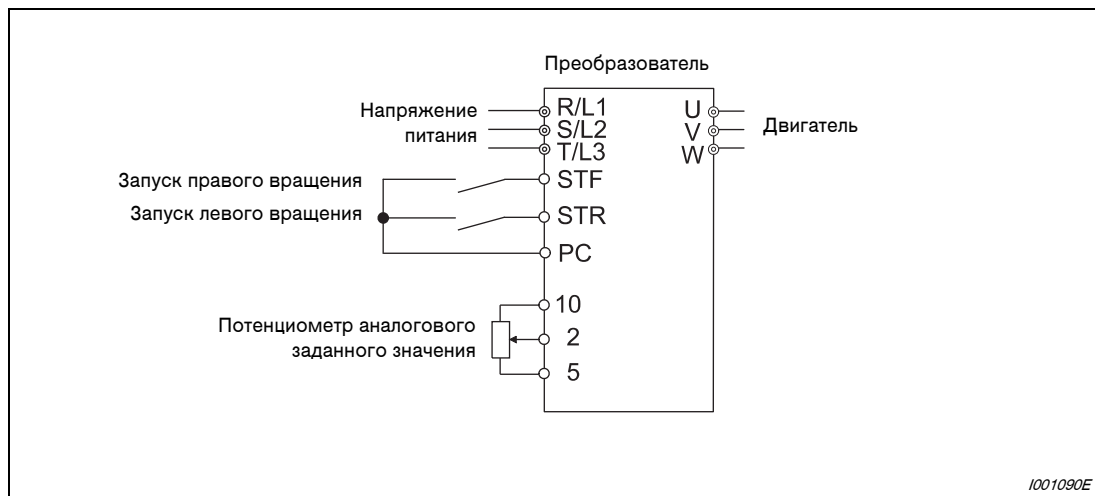 Преобразователь
Напряжение
питания
R/L1
S/L2
T/L3
U
V
W
Двигатель
Запуск правого вращения
STF
Запуск левого вращения
STR
PC
10
Потенциометр аналогового
заданного значения
2
5
I001090E